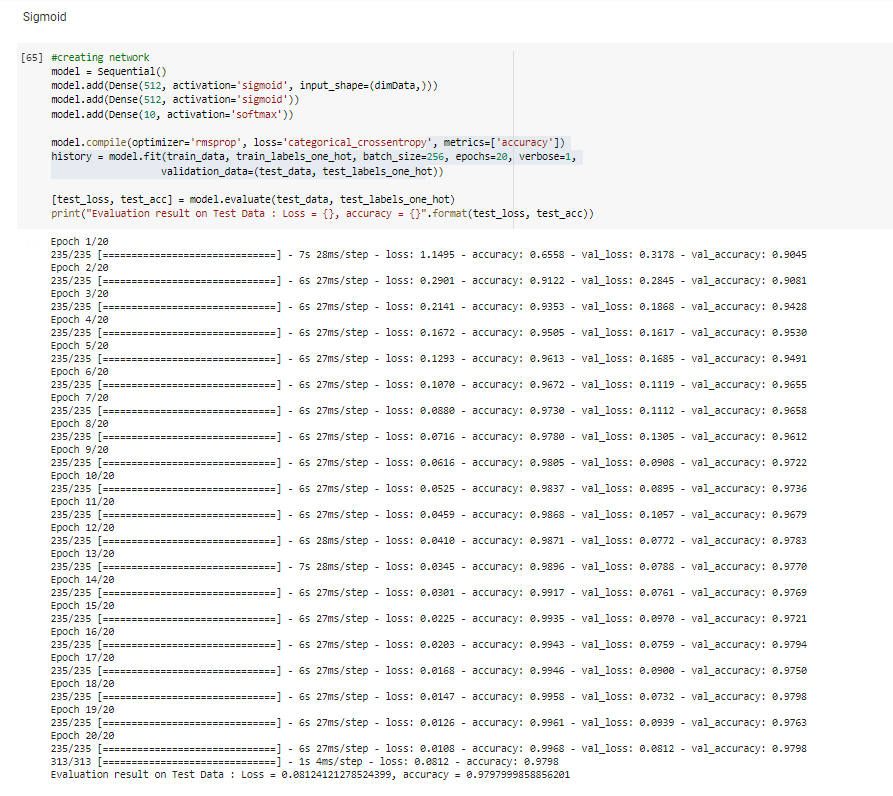 Sigmoid
[65] #creating network
model = Sequential()
model.add(Dense(512, activation='sigmoid', input_shape=(dimData,)))
model.add(Dense(512, activation='sigmoid'))
model.add(Dense(10, activation='softmax'))
model.compile(optimizer='rmsprop', loss='categorical_crossentropy', metrics=['accuracy'])
history = model.fit(train_data, train_labels_one_hot, batch_size=256, epochs=20, verbose=1,
validation_data=(test_data, test_labels_one_hot))
[test_loss, test_acc] = model.evaluate(test_data, test_labels_one_hot)
print("Evaluation result on Test Data : Loss = {}, accuracy = {}".format(test_loss, test_acc))
Epoch 1/20
235/235 [==============================] - 7s 28ms/step - loss: 1.1495 - accuracy: 0.6558 - val_loss: 0.3178 - val_accuracy: 0.9045
Epoch 2/20
235/235 [==============================] - 6s 27ms/step - loss: 0.2901 - accuracy: 0.9122 - val_loss: 0.2845 - val_accuracy: 0.9081
Epoch 3/20
235/235 [==============================] - 6s 27ms/step - loss: 0.2141 - accuracy: 0.9353 - val_loss: 0.1868 - val_accuracy: 0.9428
Epoch 4/20
235/235 [==============================] - 6s 27ms/step - loss: 0.1672 - accuracy: 0.9505 - val_loss: 0.1617 - val_accuracy: 0.9530
Epoch 5/20
235/235 [==============================] - 6s 27ms/step - loss: 0.1293 - accuracy: 0.9613 - val_loss: 0.1685 - val_accuracy: 0.9491
Epoch 6/20
235/235 [==============================] - 6s 27ms/step - loss: 0.1070 - accuracy: 0.9672 - val_loss: 0.1119 - val_accuracy: 0.9655
Epoch 7/20
235/235 [==============================] - 6s 27ms/step - loss: 0.0880 - accuracy: 0.9730 - val_loss: 0.1112 - val_accuracy: 0.9658
Epoch 8/20
235/235 [==============================] - 6s 27ms/step - loss: 0.0716 - accuracy: 0.9780 - val_loss: 0.1305 - val_accuracy: 0.9612
Epoch 9/20
235/235 [==============================] - 6s 27ms/step - loss: 0.0616 - accuracy: 0.9805 - val_loss: 0.0908 - val_accuracy: 0.9722
Epoch 10/20
235/235 [==============================] - 6s 27ms/step - loss: 0.0525 - accuracy: 0.9837 - val_loss: 0.0895 - val_accuracy: 0.9736
Epoch 11/20
235/235 [==============================] - 6s 27ms/step - loss: 0.0459 - accuracy: 0.9868 - val_loss: 0.1057 - val_accuracy: 0.9679
Epoch 12/20
235/235 [==============================] - 6s 28ms/step - loss: 0.0410 - accuracy: 0.9871 - val_loss: 0.0772 - val_accuracy: 0.9783
Epoch 13/20
235/235 [==============================] - 7s 28ms/step - loss: 0.0345 - accuracy: 0.9896 - val_loss: 0.0788 - val_accuracy: 0.9770
Epoch 14/20
235/235 [==============================] - 6s 27ms/step - loss: 0.0301 - accuracy: 0.9917 - val_loss: 0.0761 - val_accuracy: 0.9769
Epoch 15/20
235/235 [==============================] - 6s 27ms/step - loss: 0.0225 - accuracy: 0.9935 - val_loss: 0.0970 - val_accuracy: 0.9721
Epoch 16/20
235/235 [==============================] - 6s 27ms/step - loss: 0.0203 - accuracy: 0.9943 - val_loss: 0.0759 - val_accuracy: 0.9794
Epoch 17/20
235/235 [==============================] - 6s 27ms/step - loss: 0.0168 - accuracy: 0.9946 - val_loss: 0.0900 - val_accuracy: 0.9750
Epoch 18/20
235/235 [==============================] - 6s 27ms/step - loss: 0.0147 - accuracy: 0.9958 - val_loss: 0.0732 - val_accuracy: 0.9798
Epoch 19/20
235/235 [==============================] - 6s 27ms/step - loss: 0.0126 - accuracy: 0.9961 - val_loss: 0.0939 - val_accuracy: 0.9763
Epoch 20/20
235/235 [==============================] - 6s 27ms/step - loss: 0.0108 - accuracy: 0.9968 - val_loss: 0.0812 - val_accuracy: 0.9798
313/313 [==============================] - 1s 4ms/step - loss: 0.0812 - accuracy: 0.9798
Evaluation result on Test Data : Loss = 0.08124121278524399, accuracy = 0.9797999858856201